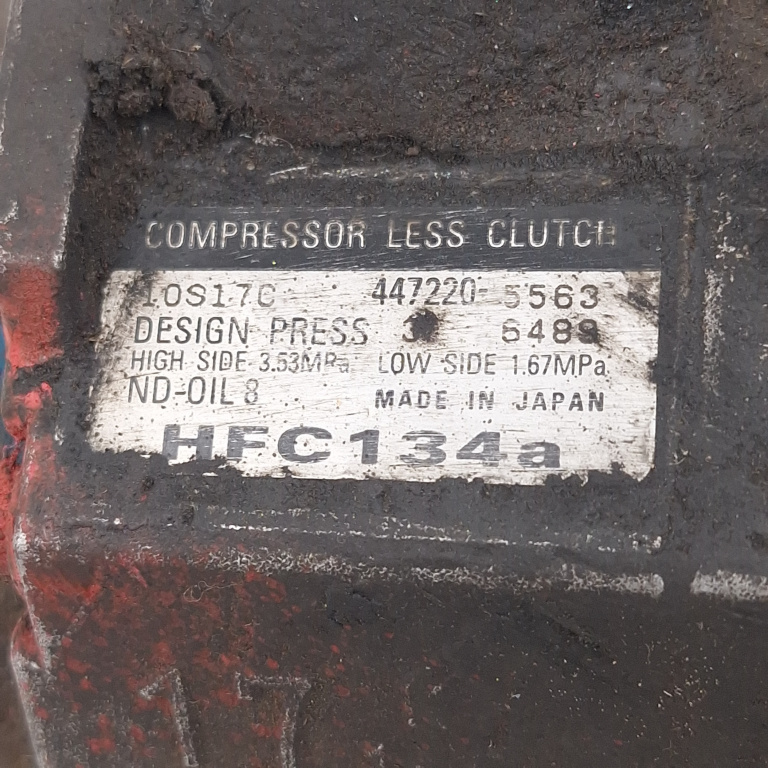 COMPRESSOR LESS CLUTCH
10S17C 447220-5563
DESIGN PRESS 6489
HIGH SIDE 3.53MPa LOW SIDE 1.67MPa
ND-OIL 8 MADE IN JAPAN
HFC134a
17